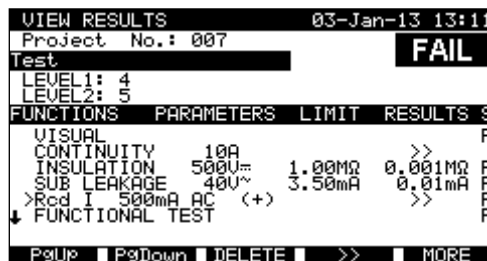 VIEW RESULTS 03-Jan-13 13:11
Project No.: 007
FAIL
Test
LEVEL1: 4
LEVEL2: 5
FUNCTIONS PARAMETERS LIMIT RESULTS S
VISUAL P
CONTINUITY 10A >>
INSULATION 500V⎓ 1.00MΩ 0.001MΩ F
SUB LEAKAGE 40V~ 3.50mA 0.01mA P
>Rcd I 500mA AC (+) >>
FUNCTIONAL TEST
PgUp PgDown DELETE >> MORE